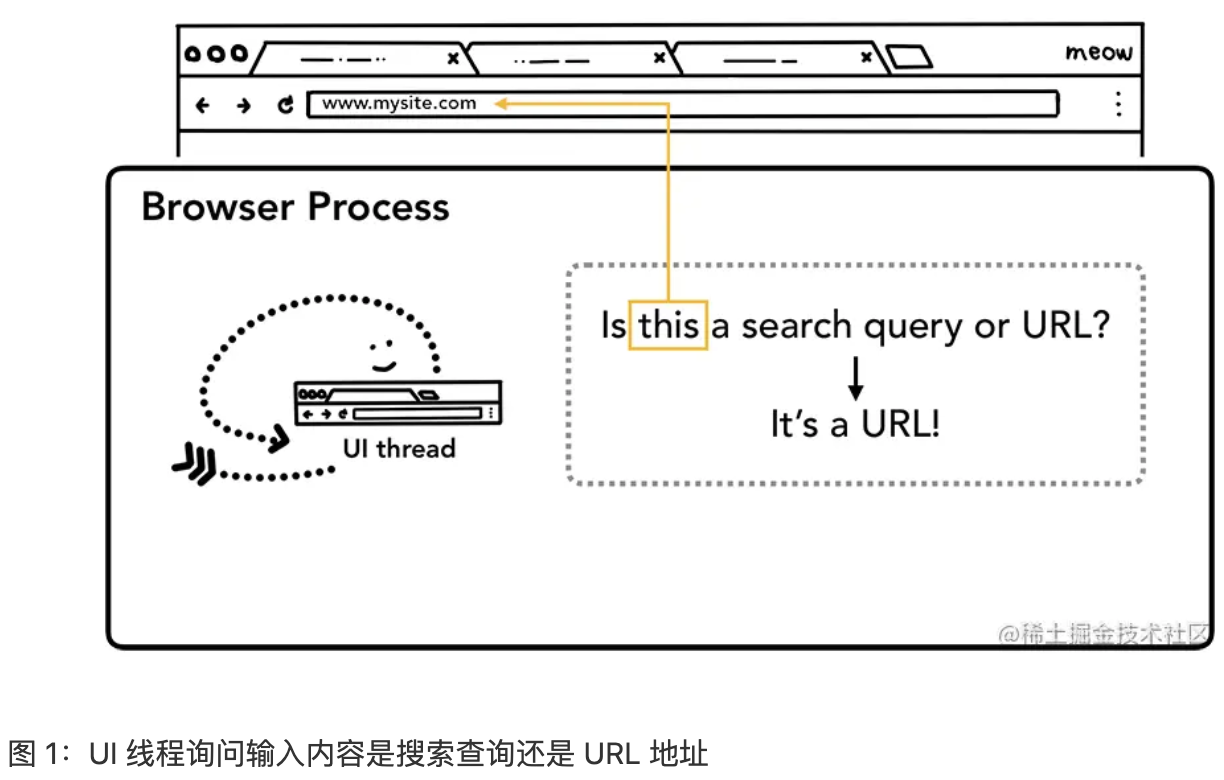 meow
www.mysite.com
Browser Process
Is this a search query or URL?
It's a URL!
UI thread
@稀土掘金技术社区
图 1：UI 线程询问输入内容是搜索查询还是 URL 地址